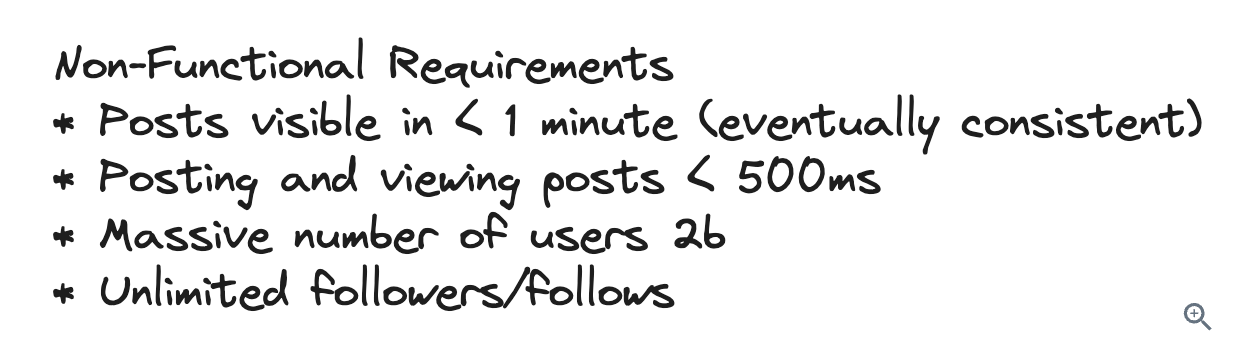 Non-Functional Requirements
* Posts visible in < 1 minute (eventually consistent)
* Posting and viewing posts < 500ms
* Massive number of users 2b
* Unlimited followers/follows